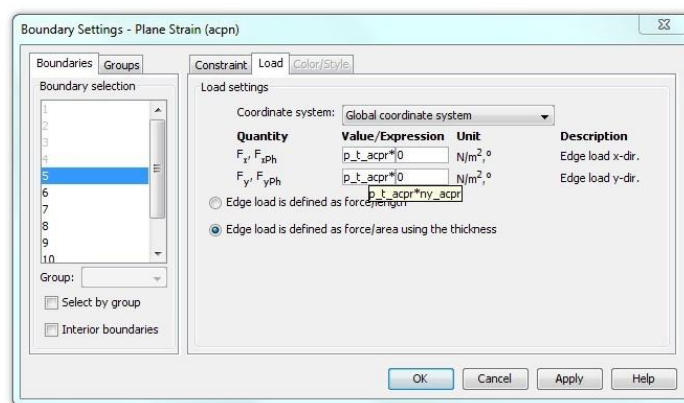 Boundary Settings - Plane Strain (acpn)
Boundaries Groups
Boundary selection
1
2
3
4
5
6
7
8
9
10
Group:
Select by group
Interior boundaries
Constraint Load Color/Style
Load settings
Coordinate system: Global coordinate system
Quantity Value/Expression Unit Description
Fx, FxPh p_t_acpr* 0 N/m²,° Edge load x-dir.
Fy, FyPh p_t_acpr* 0 N/m²,° Edge load y-dir.
p_t_acpr*ny_acpr
Edge load is defined as force/length
Edge load is defined as force/area using the thickness
OK Cancel Apply Help